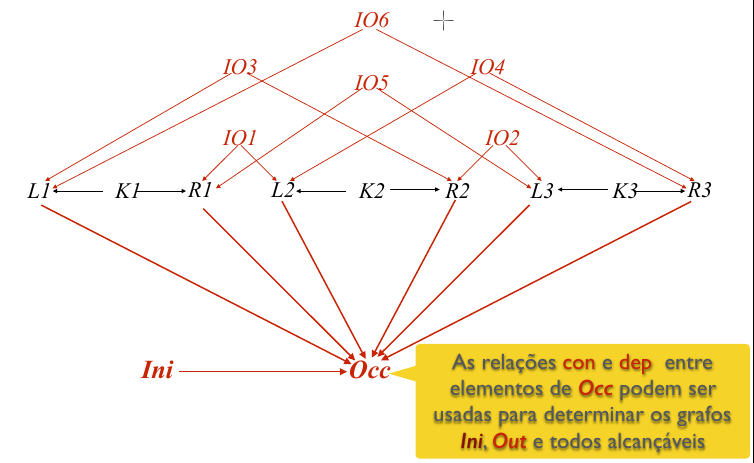 IO6
IO3
IO4
IO5
IO1
IO2
L1 K1 R1 L2 K2 R2 L3 K3 R3
Ini Occ
As relações con e dep entre
elementos de Occ podem ser
usadas para determinar os grafos
Ini, Out e todos alcançáveis